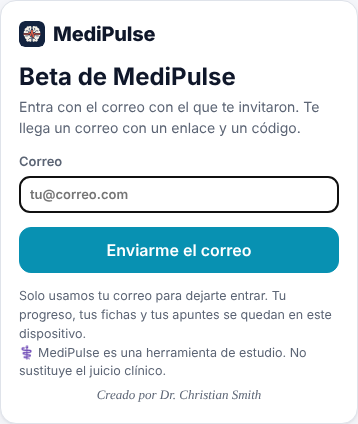 MediPulse
Beta de MediPulse
Entra con el correo con el que te invitaron. Te
llega un correo con un enlace y un código.
Correo
tu@correo.com
Enviarme el correo
Solo usamos tu correo para dejarte entrar. Tu
progreso, tus fichas y tus apuntes se quedan en este
dispositivo.
⚕️ MediPulse es una herramienta de estudio. No
sustituye el juicio clínico.
Creado por Dr. Christian Smith